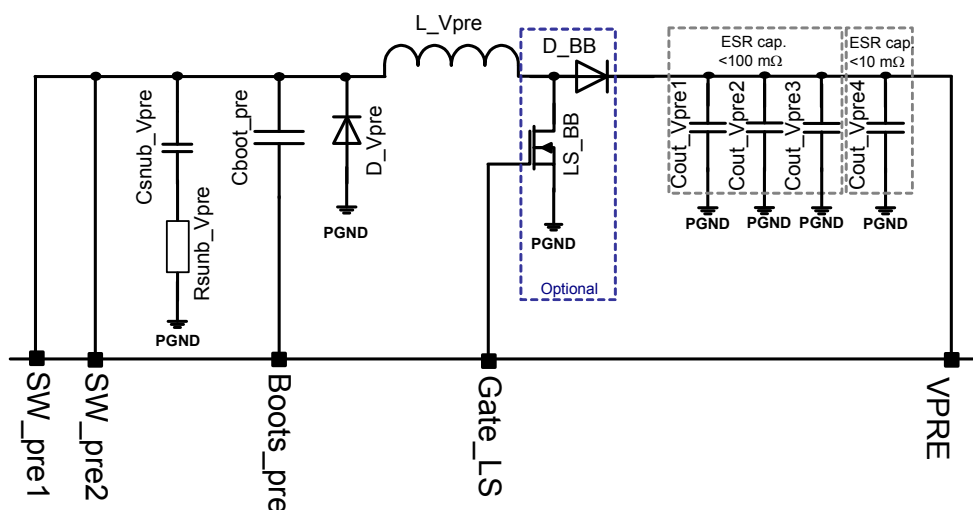 L_Vpre
D_BB
ESR cap.
<100 mΩ
ESR cap.
<10 mΩ
Csnub_Vpre
Rsunb_Vpre
Cboot_pre
D_Vpre
LS_BB
Cout_Vpre1
Cout_Vpre2
Cout_Vpre3
Cout_Vpre4
PGND
PGND
PGND
PGND
PGND
PGND
PGND
Optional
SW_pre1
SW_pre2
Boots_pre
Gate_LS
VPRE